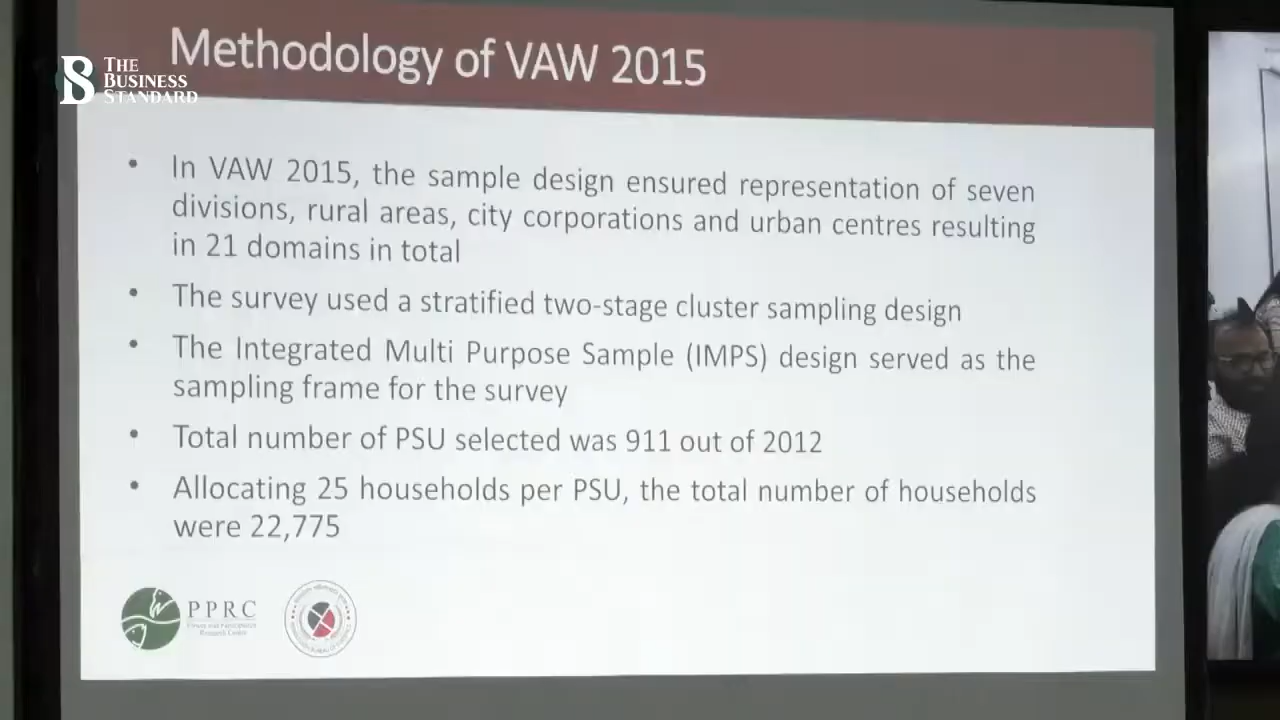 Methodology of VAW 2015
THE
BUSINESS
STANDARD
• In VAW 2015, the sample design ensured representation of seven
divisions, rural areas, city corporations and urban centres resulting
in 21 domains in total
• The survey used a stratified two-stage cluster sampling design
• The Integrated Multi Purpose Sample (IMPS) design served as the
sampling frame for the survey
• Total number of PSU selected was 911 out of 2012
• Allocating 25 households per PSU, the total number of households
were 22,775
PPRC